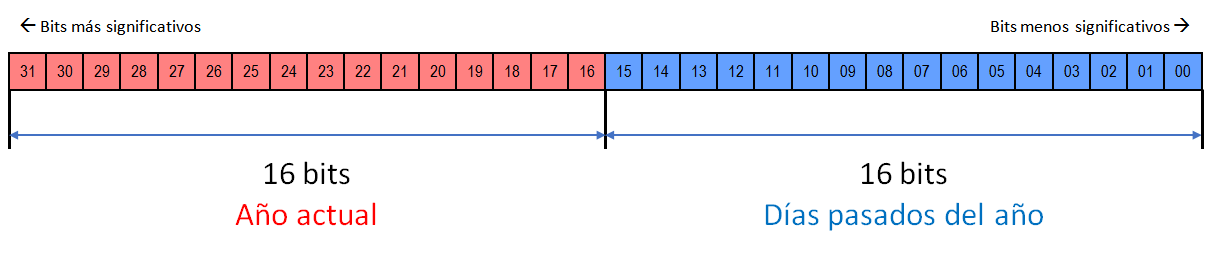 ← Bits más significativos
Bits menos significativos →
31 30 29 28 27 26 25 24 23 22 21 20 19 18 17 16 15 14 13 12 11 10 09 08 07 06 05 04 03 02 01 00
16 bits
16 bits
Año actual
Días pasados del año